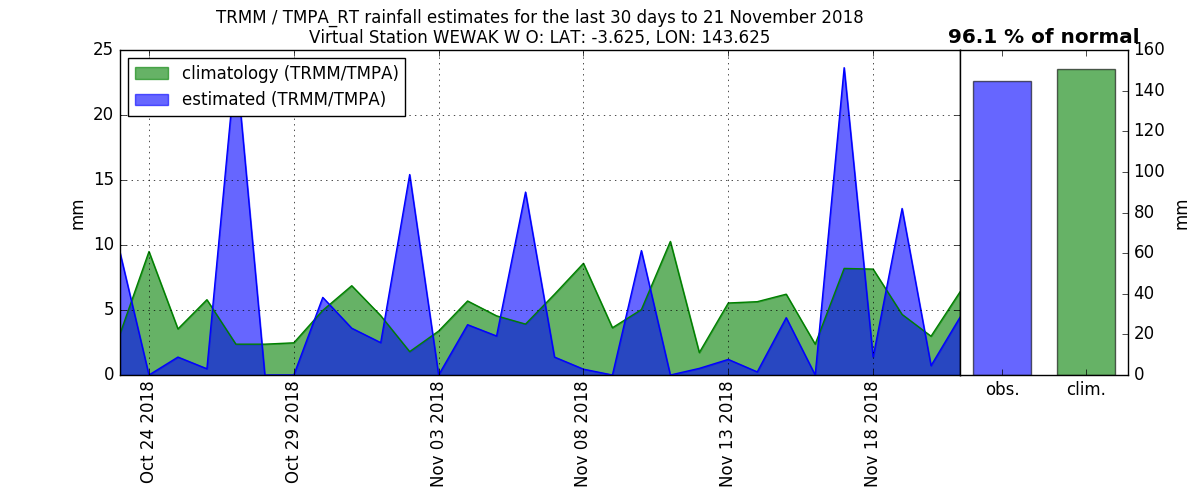 TRMM / TMPA_RT rainfall estimates for the last 30 days to 21 November 2018
Virtual Station WEWAK W O: LAT: -3.625, LON: 143.625
96.1 % of normal
climatology (TRMM/TMPA)
estimated (TRMM/TMPA)
25
20
15
10
5
0
mm
Oct 24 2018
Oct 29 2018
Nov 03 2018
Nov 08 2018
Nov 13 2018
Nov 18 2018
obs.
clim.
160
140
120
100
80
60
40
20
0
mm